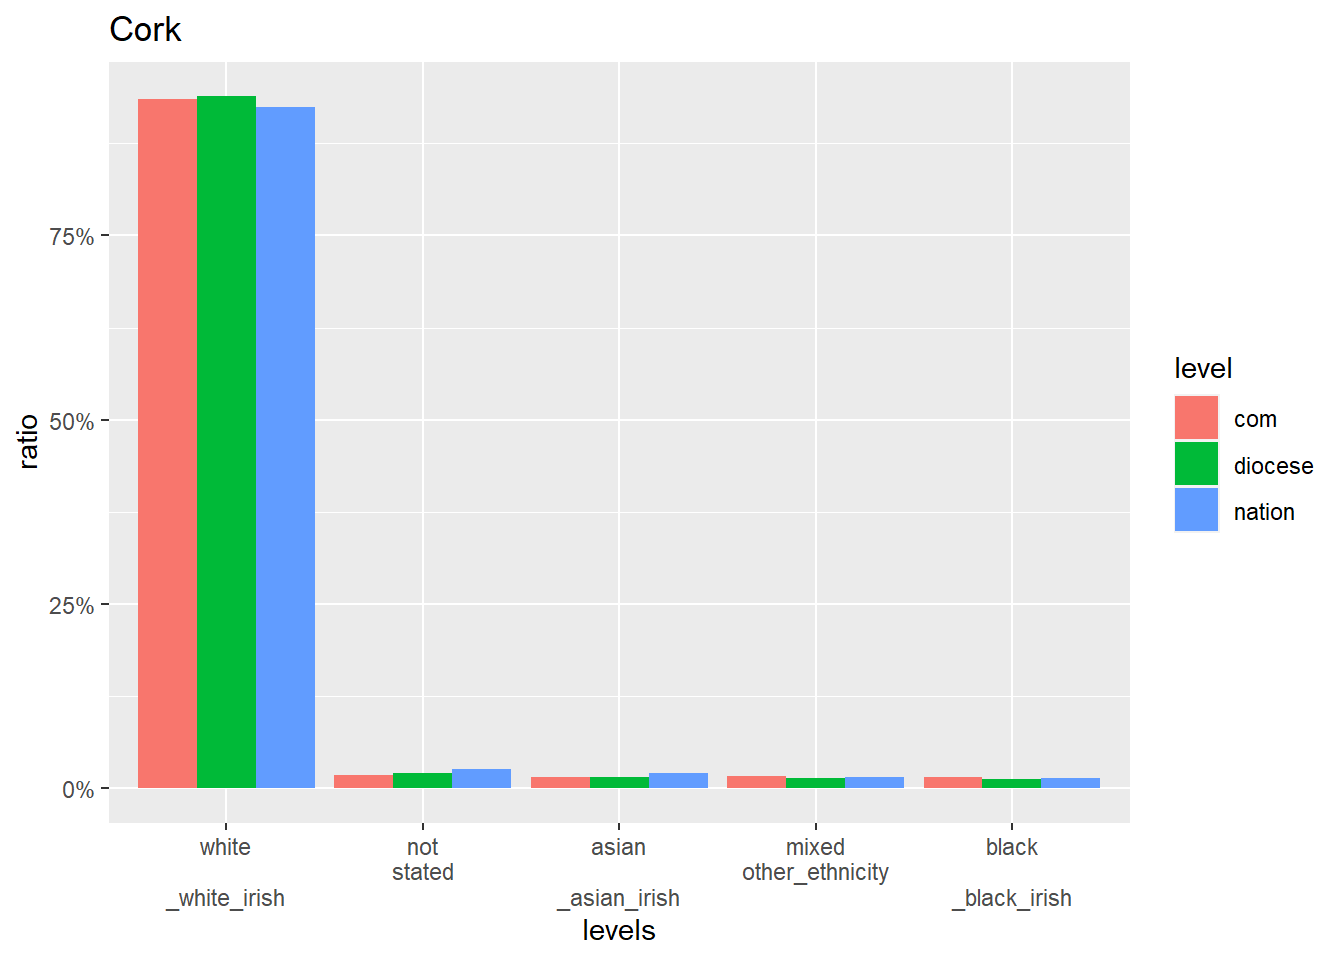 Cork
ratio
75%
50%
25%
0%
white
_white_irish
not
stated
asian
_asian_irish
mixed
other_ethnicity
black
_black_irish
levels
level
com
diocese
nation